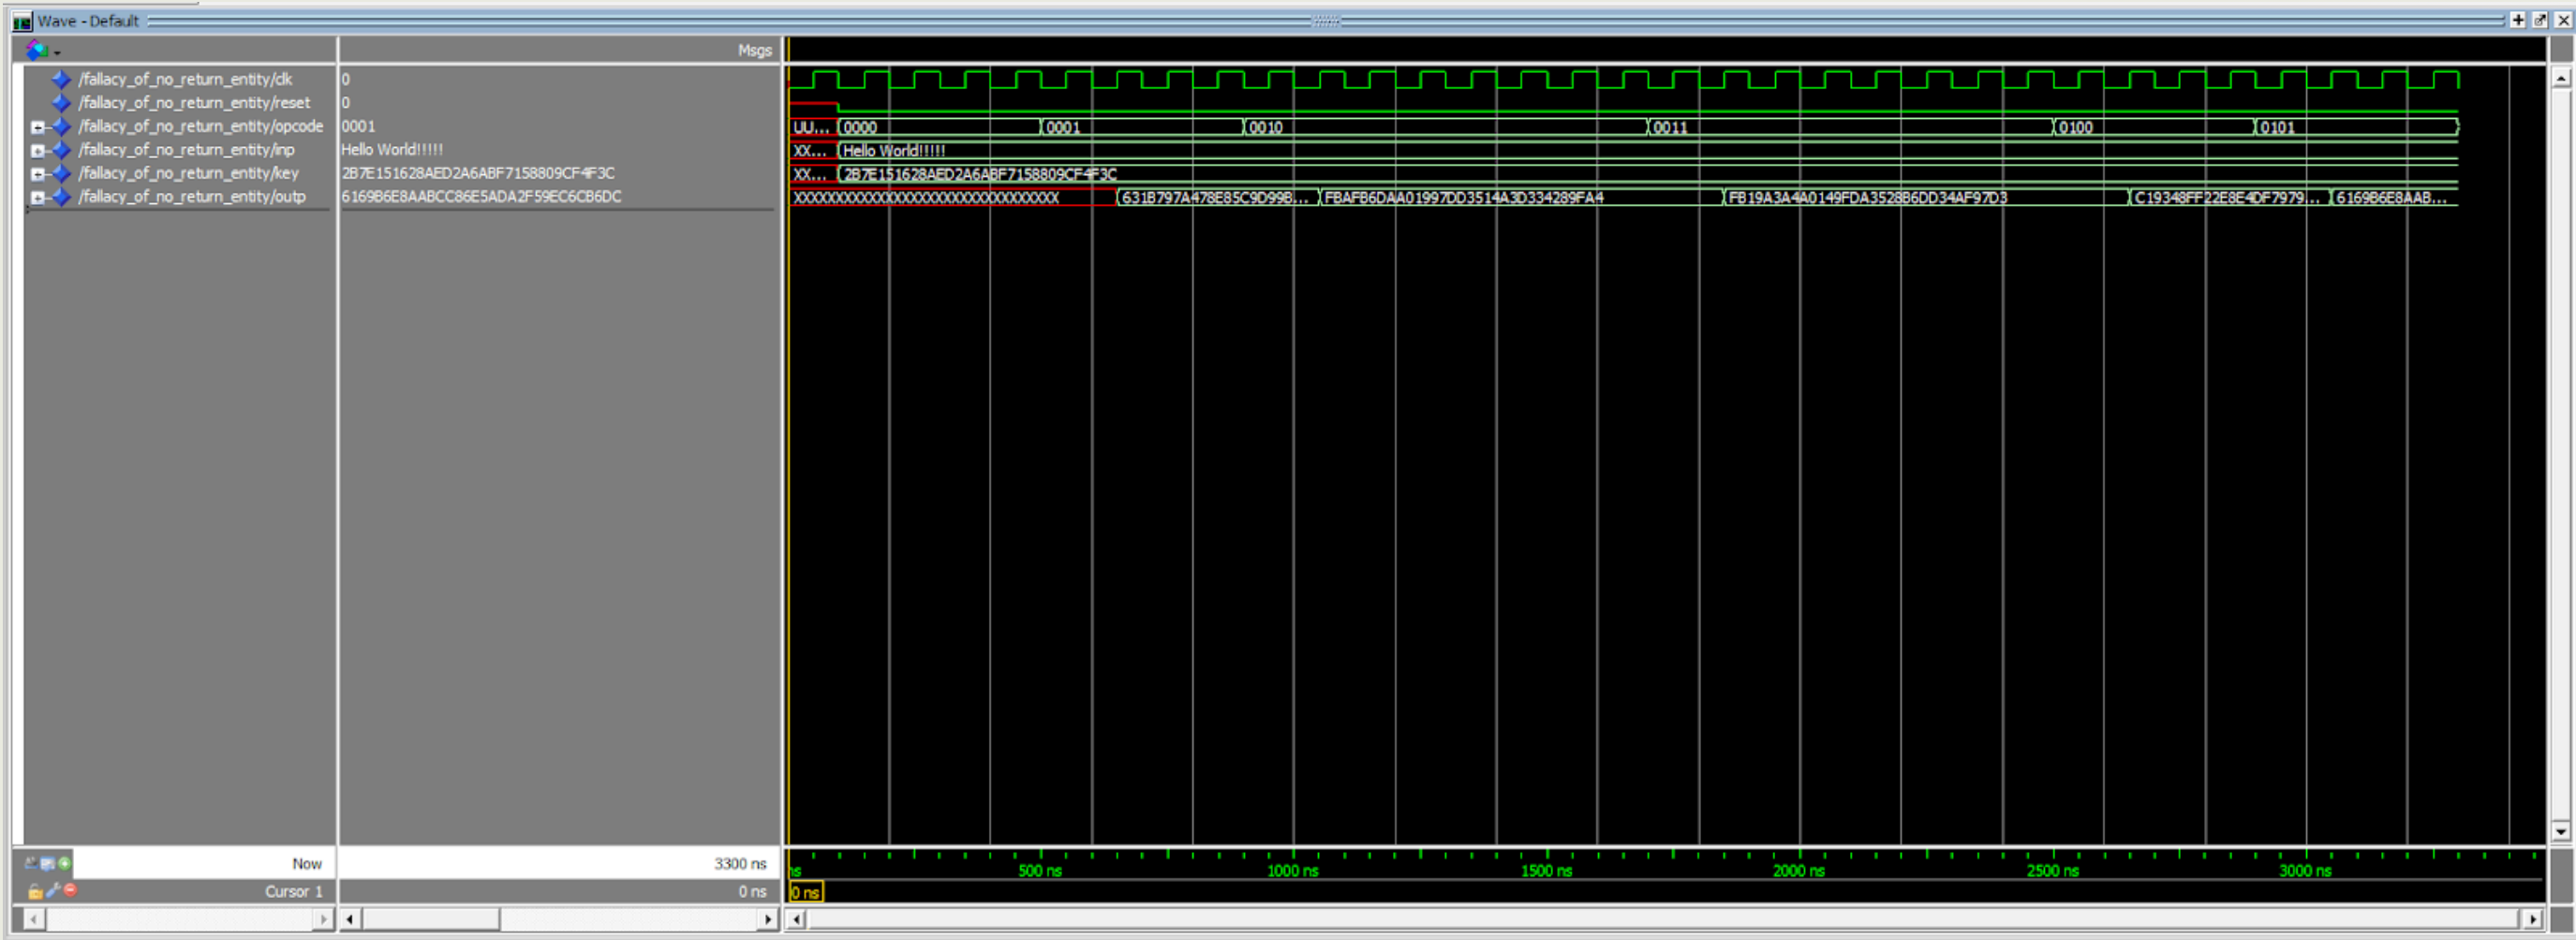 Wave - Default
Msgs
/fallacy_of_no_return_entity/clk 0
/fallacy_of_no_return_entity/reset 0
/fallacy_of_no_return_entity/opcode 0001 UU... 0000 0001 0010 0011 0100 0101
/fallacy_of_no_return_entity/inp Hello World!!!!! XX... Hello World!!!!!
/fallacy_of_no_return_entity/key 2B7E151628AED2A6ABF7158809CF4F3C XX... 2B7E151628AED2A6ABF7158809CF4F3C
/fallacy_of_no_return_entity/outp 6169B6E8AABCC86E5ADA2F59EC6CB6DC XXXXXXXXXXXXXXXXXXXXXXXXXXXXXXXX 631B797A478E85C9D99B... FBAFB6DAA01997DD3514A3D334289FA4 FB19A3A4A0149FDA3528B6DD34AF97D3 C19348FF22E8E4DF7979... 6169B6E8AAB...
Now 3300 ns ns 500 ns 1000 ns 1500 ns 2000 ns 2500 ns 3000 ns
Cursor 1 0 ns 0 ns